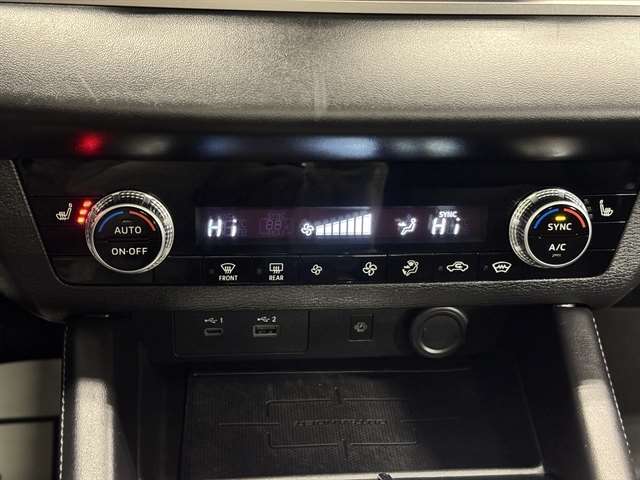 Hi
SYNC
Hi
AUTO
ON·OFF
SYNC
A/C
FRONT
REAR
1
2